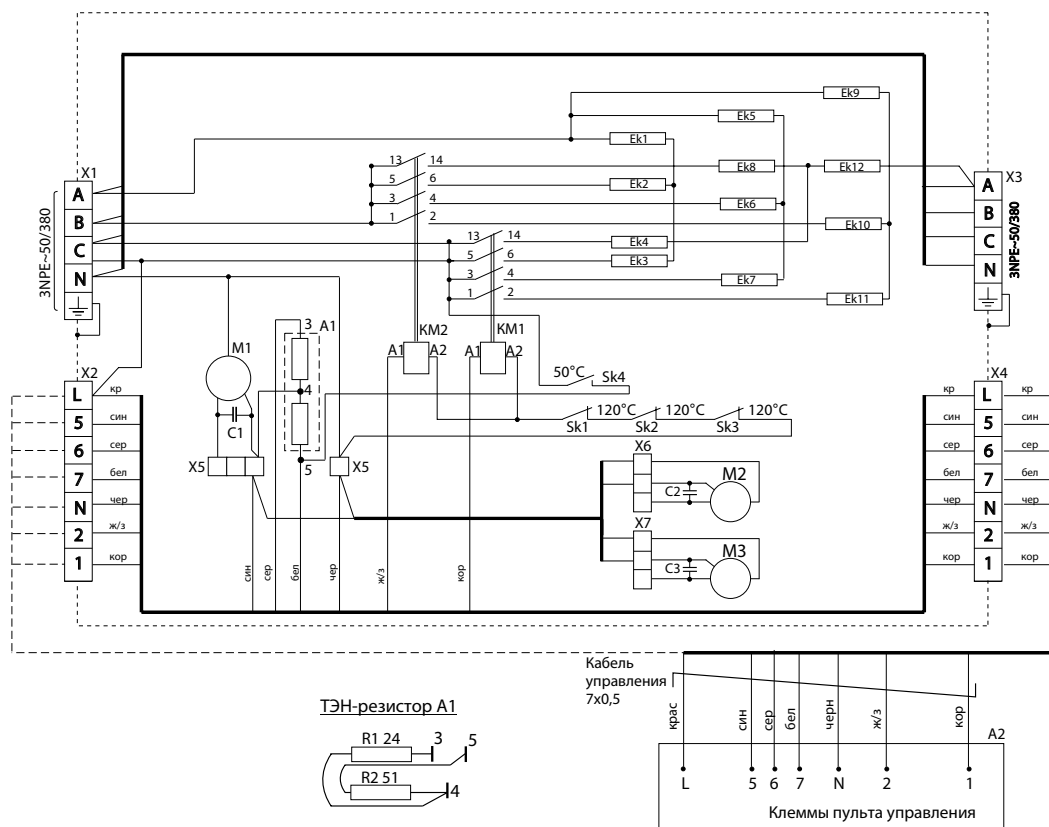 Ek9
Ek5
Ek1
13 14
Ek8
Ek12
X1
X3
A
5 6
Ek2
A
3 4
Ek6
B
1 2
Ek10
B
3NPE~50/380
C
13 14
Ek4
C
3NPE~50/380
5 6
Ek3
N
3 4
Ek7
N
1 2
Ek11
3 A1
KM2
KM1
M1
A1 A2
A1 A2
50°C
Sk4
X2
X4
4
L
кр
кр
L
кр
5
син
C1
120°C
120°C
120°C
син
5
син
Sk1
Sk2
Sk3
6
сер
сер
6
сер
X5
5
X5
X6
7
бел
M2
бел
7
бел
C2
N
чер
чер
N
чер
X7
2
ж/з
ж/з
2
ж/з
M3
1
кор
C3
кор
1
кор
син
сер
бел
чер
ж/з
кор
Кабель
управления
7x0,5
крас
син
сер
бел
черн
ж/з
кор
A2
ТЭН-резистор А1
R1 24
3
5
R2 51
4
L
5
6
7
N
2
1
Клеммы пульта управления